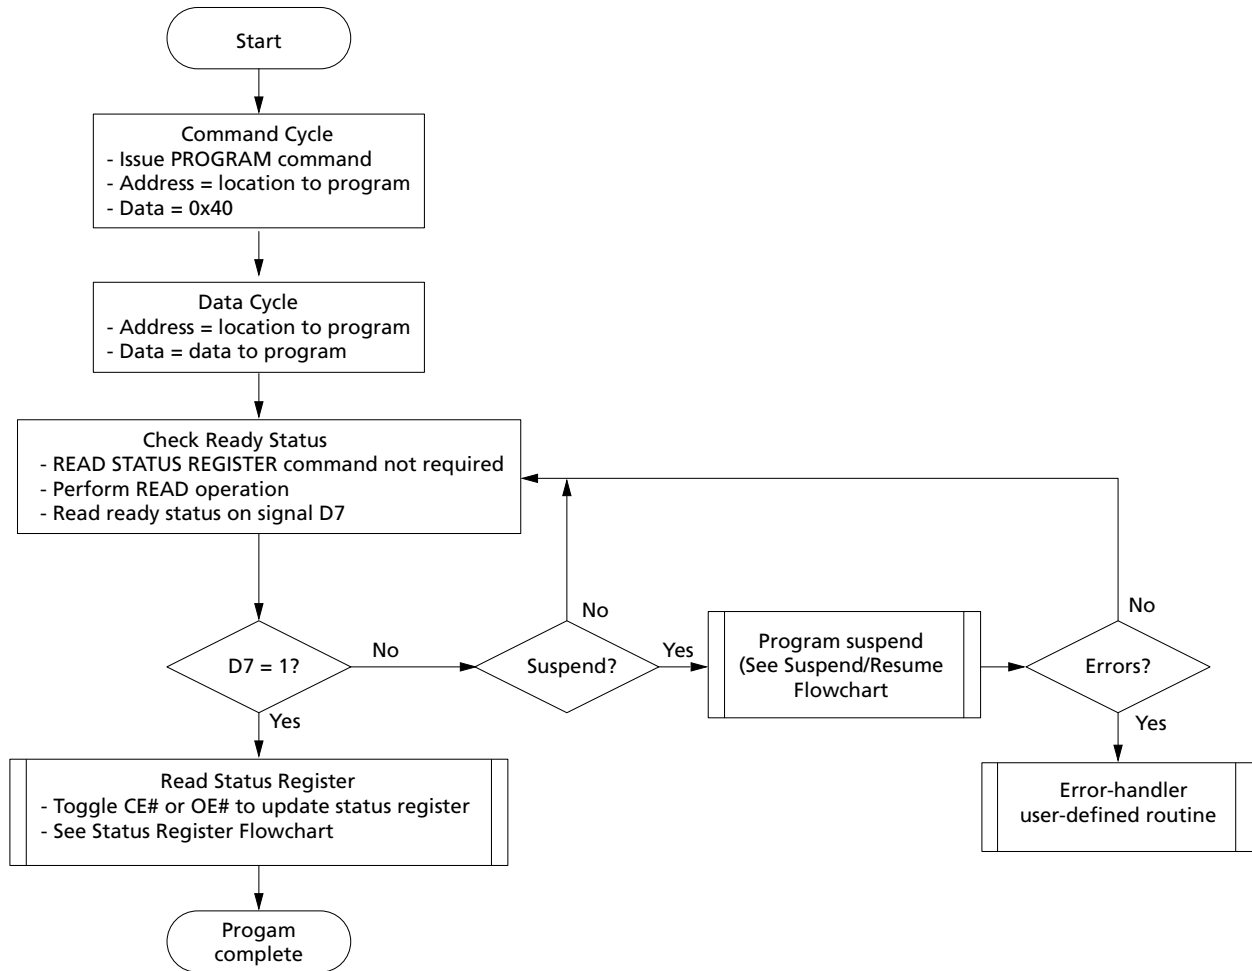 Start
Command Cycle
- Issue PROGRAM command
- Address = location to program
- Data = 0x40
Data Cycle
- Address = location to program
- Data = data to program
Check Ready Status
- READ STATUS REGISTER command not required
- Perform READ operation
- Read ready status on signal D7
D7 = 1?
No
Yes
Suspend?
No
Yes
Program suspend
(See Suspend/Resume
Flowchart
Errors?
No
Yes
Error-handler
user-defined routine
Read Status Register
- Toggle CE# or OE# to update status register
- See Status Register Flowchart
Progam
complete